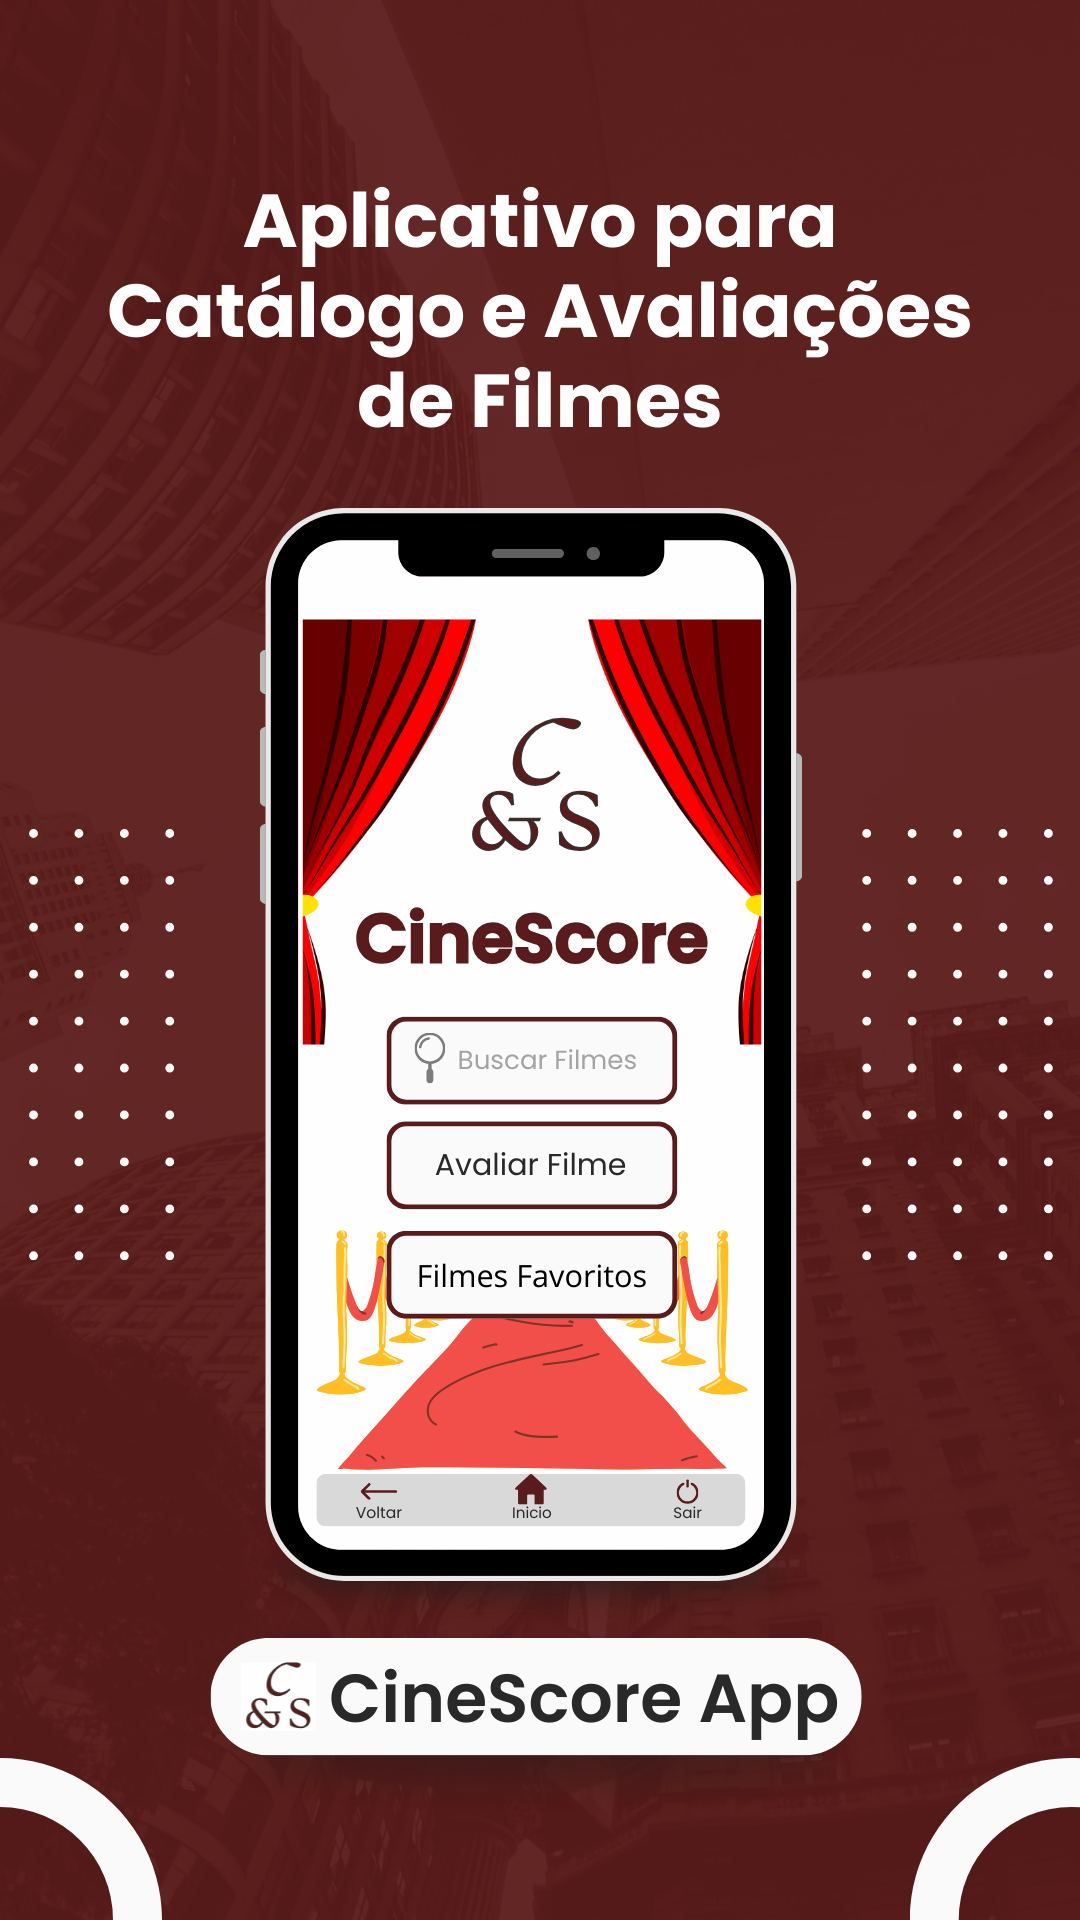 Aplicativo para
Catálogo e Avaliações
de Filmes
C
&S
CineScore
Buscar Filmes
Avaliar Filme
Filmes Favoritos
Voltar
Inicio
Sair
C
&S
CineScore App